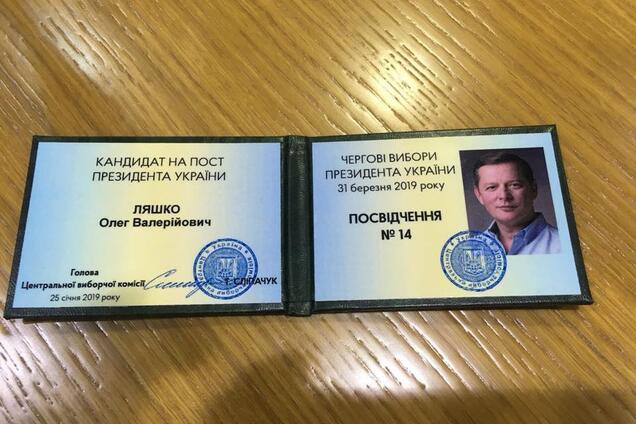 КАНДИДАТ НА ПОСТ
ПРЕЗИДЕНТА УКРАЇНИ
ЛЯШКО
Олег Валерійович
Голова
Центральної виборчої комісії
Т. СЛІПАЧУК
25 січня 2019 року
ЧЕРГОВІ ВИБОРИ
ПРЕЗИДЕНТА УКРАЇНИ
31 березня 2019 року
ПОСВІДЧЕННЯ
№ 14